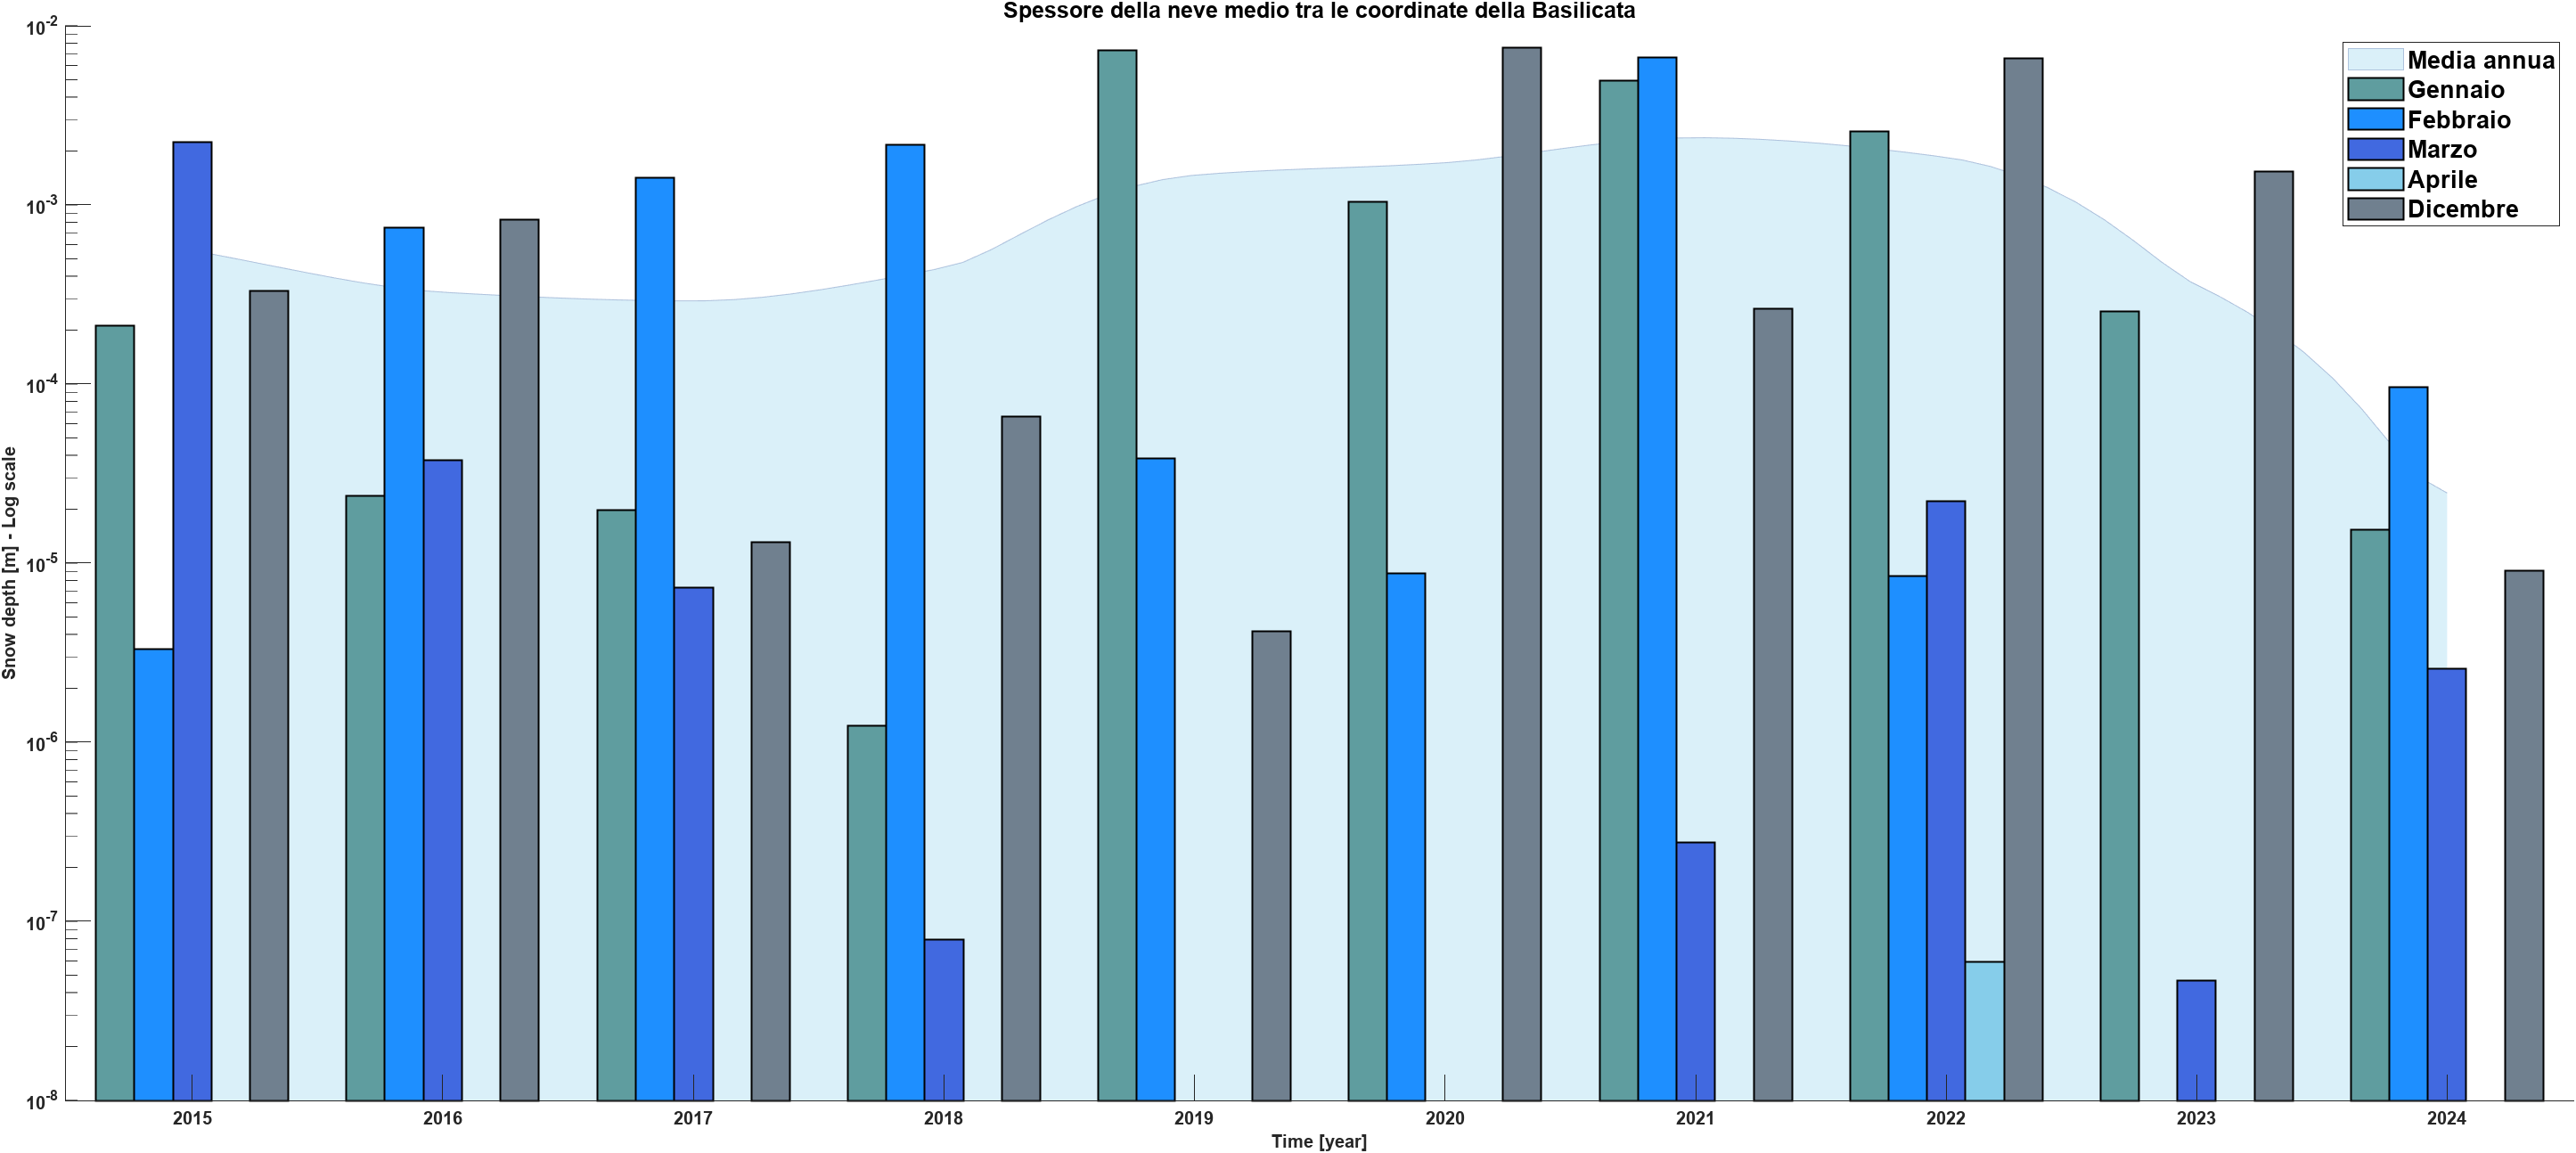 Spessore della neve medio tra le coordinate della Basilicata
10-2
10-3
10-4
10-5
10-6
10-7
10-8
Snow depth [m] - Log scale
Media annua
Gennaio
Febbraio
Marzo
Aprile
Dicembre
2015 2016 2017 2018 2019 2020 2021 2022 2023 2024
Time [year]